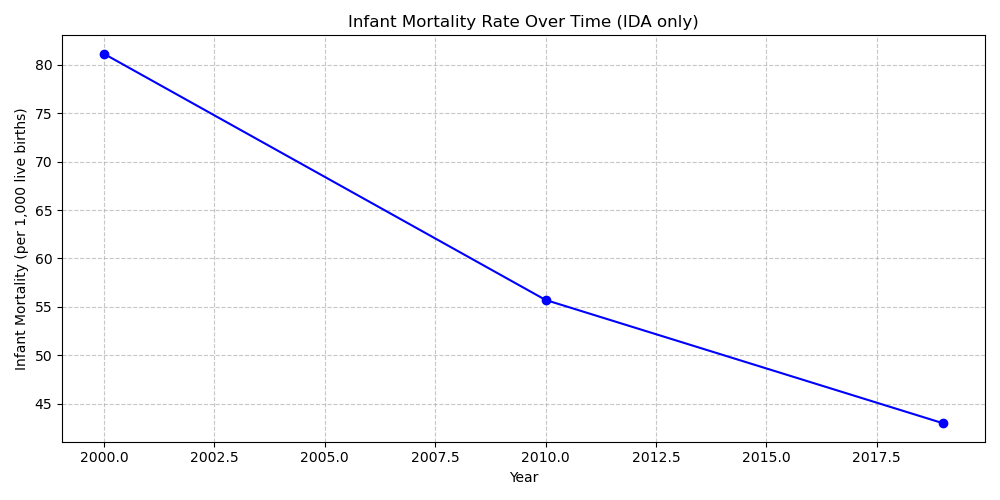 Infant Mortality Rate Over Time (IDA only)
Infant Mortality (per 1,000 live births)
80
75
70
65
60
55
50
45
2000.0 2002.5 2005.0 2007.5 2010.0 2012.5 2015.0 2017.5
Year